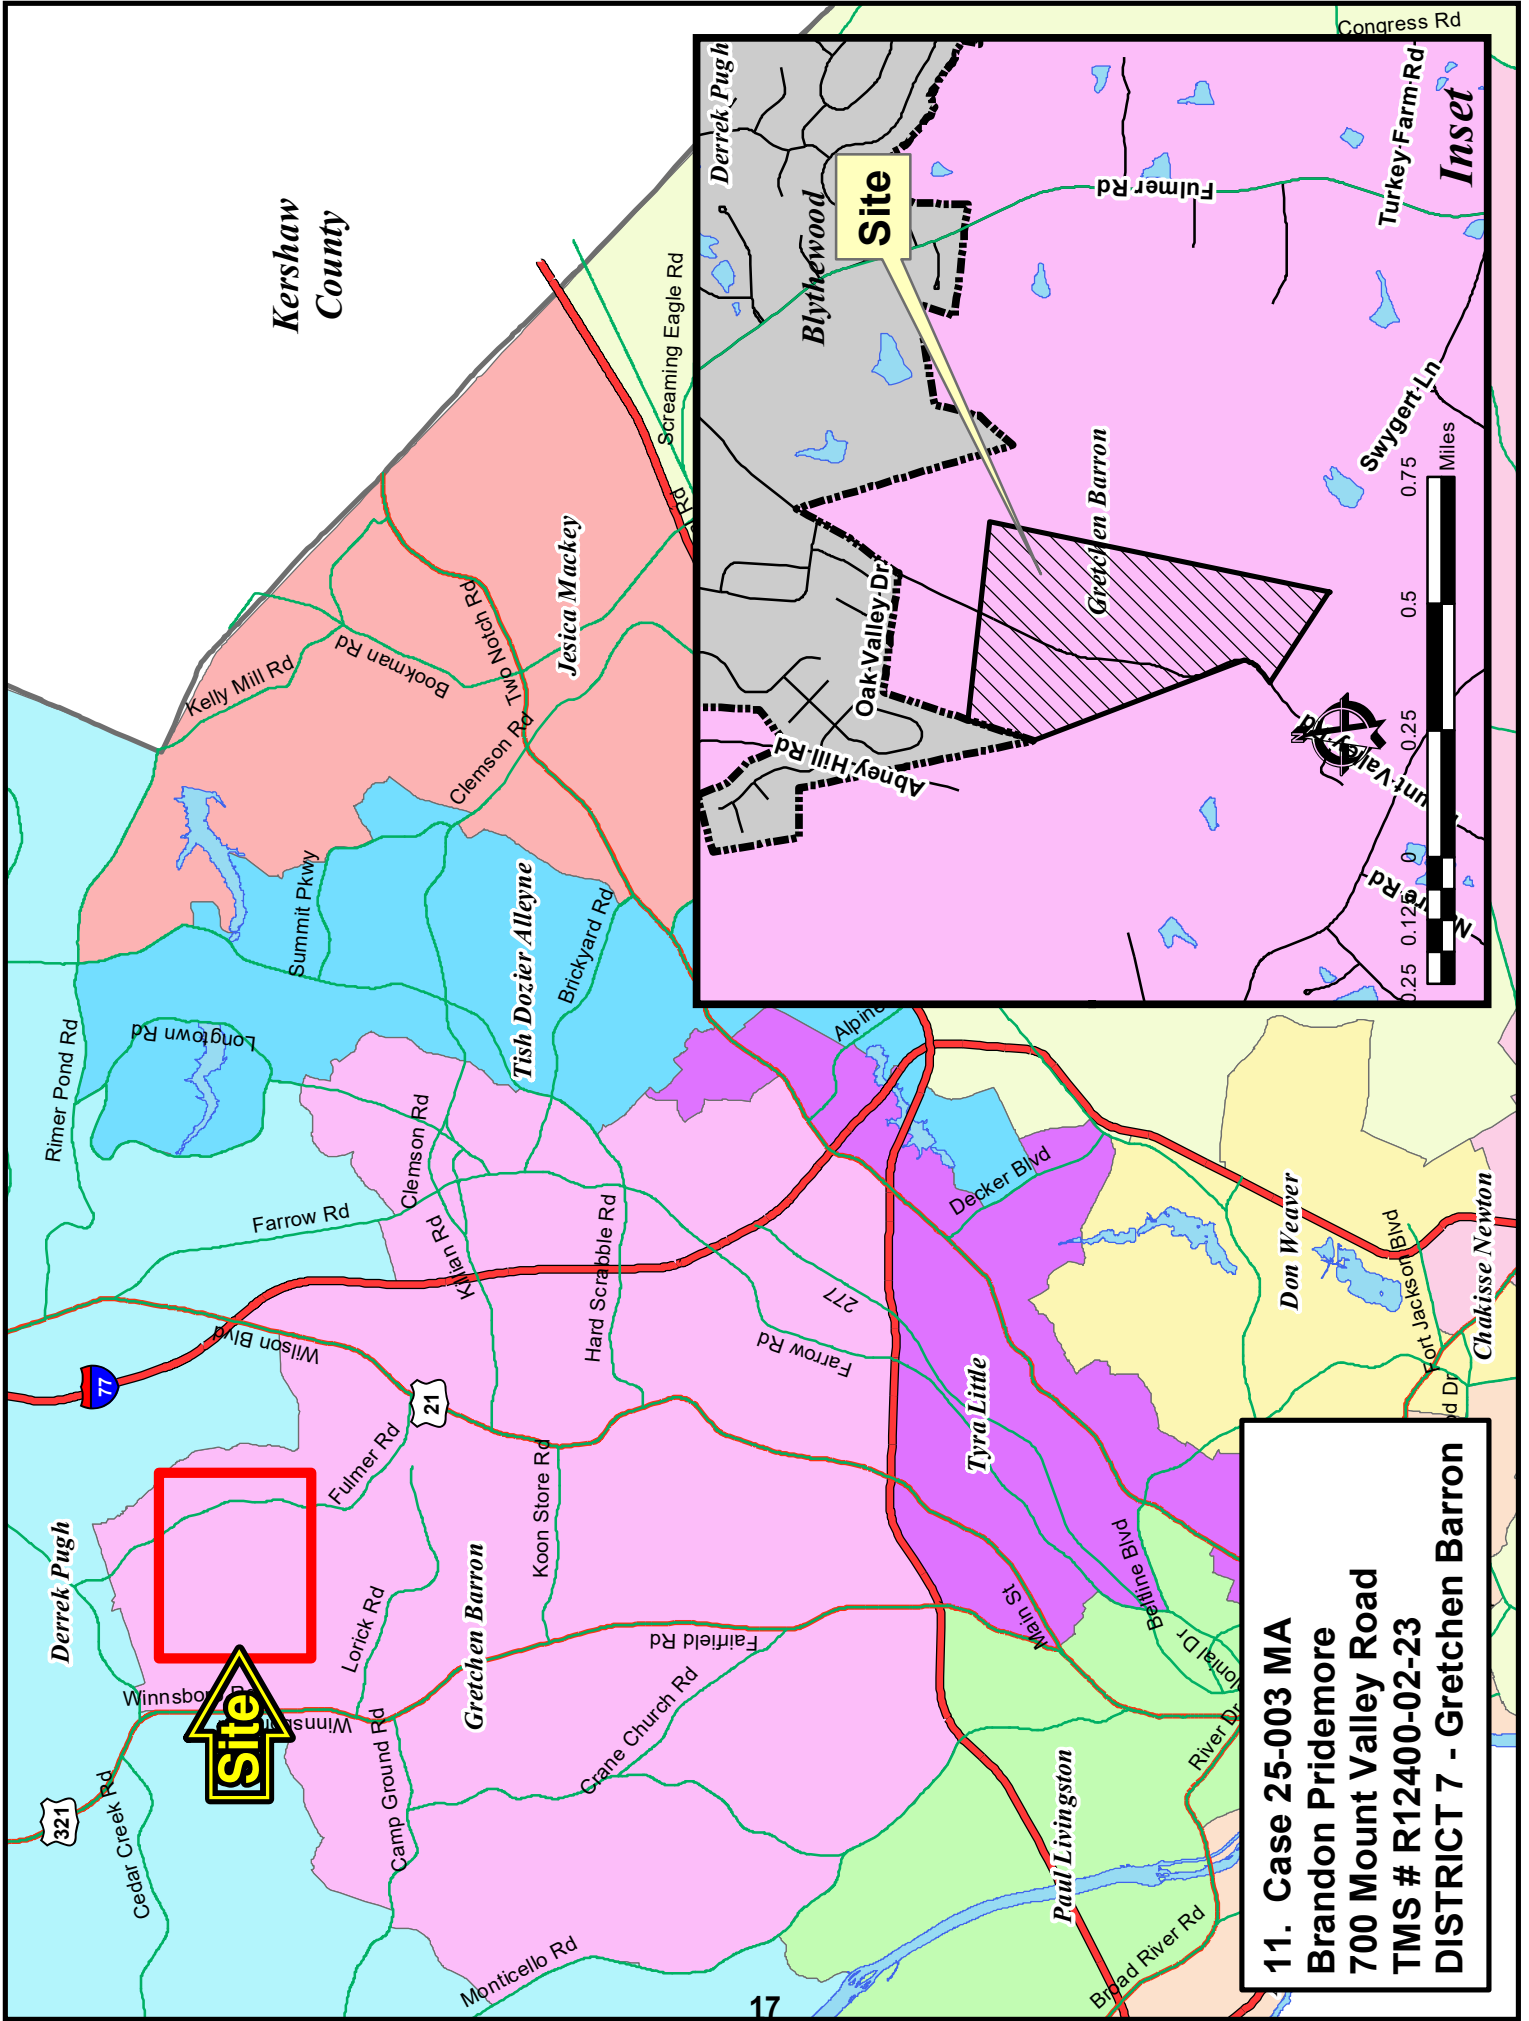 Kershaw
County
Derrek Pugh
321
Cedar Creek Rd
Site
Winnsboro Rd
Fulmer Rd
77
Wilson Blvd
21
Rimer Pond Rd
Longtown Rd
Farrow Rd
Summit Pkwy
Kelly Mill Rd
Bookman Rd
Two Notch Rd
Clemson Rd
Jesica Mackey
Screaming Eagle Rd
Rd
Congress Rd
Camp Ground Rd
Lorick Rd
Gretchen Barron
Koon Store Rd
Killian Rd
Clemson Rd
Hard Scrabble Rd
Tish Dozier Alleyne
Brickyard Rd
Monticello Rd
Crane Church Rd
Fairfield Rd
Farrow Rd
277
Alpine
Decker Blvd
Tyra Little
Main St
Beltline Blvd
Paul Livingston
Broad River Rd
River Dr
Don Weaver
Fort Jackson Blvd
Chakisse Newton
Derrek Pugh
Blythewood
Site
Oak Valley Dr
Abney Hill Rd
Gretchen Barron
Fulmer Rd
Turkey Farm Rd
Swygert Ln
Inset
N
0.25 0.125 0 0.25 0.5 0.75
Miles
11. Case 25-003 MA
Brandon Pridemore
700 Mount Valley Road
TMS # R12400-02-23
DISTRICT 7 - Gretchen Barron
17